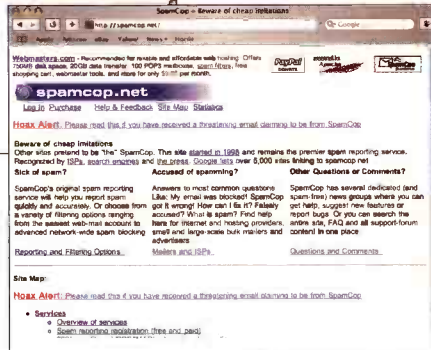 SpamCop - Beware of cheap imitations
http://spamcop.net/
Google
Apple eBay Yahoo! News Home
Webmasters.com - Recommended for reliable and affordable web hosting. Offers
750MB disk space, 20GB data transfer 100 POP3 mailboxes, spam filters, free
shopping cart, webmaster tools, and more for only per month.
PayPal
DONATE
spamcop.net
Log In Purchase Help & Feedback Site Map Statistics
Hoax Alert: Please read this if you have received a threatening email claiming to be from SpamCop
Beware of cheap imitations
Other sites pretend to be "the" SpamCop. This site started in 1998 and remains the premier spam reporting service.
Recognized by ISPs, search engines and the press. Google lists over 5,000 sites linking to spamcop.net
Sick of spam?
SpamCop's original spam reporting
service will help you report spam
quickly and accurately. Or choose from
a variety of filtering options ranging
from the easiest web-mail account to
advanced network-wide spam blocking
Reporting and Filtering Options
Accused of spamming?
Answers to most common questions
Like: My email was blocked! SpamCop
got it wrong! How can I fix it? Falsely
accused? What is spam? Find help
here for internet and hosting providers,
small and large-scale bulk mailers and
advertisers
Mailers and ISPs
Other Questions or Comments?
SpamCop has several dedicated (and
spam-free) news groups where you can
get help, suggest new features or
report bugs. Or you can search the
entire site, FAQ and all support-forum
content in one place
Questions and Comments
Site Map:
Hoax Alert: Please read this if you have received a threatening email claiming to be from SpamCop
Services
Overview of services
Spam reporting registration (free and paid)